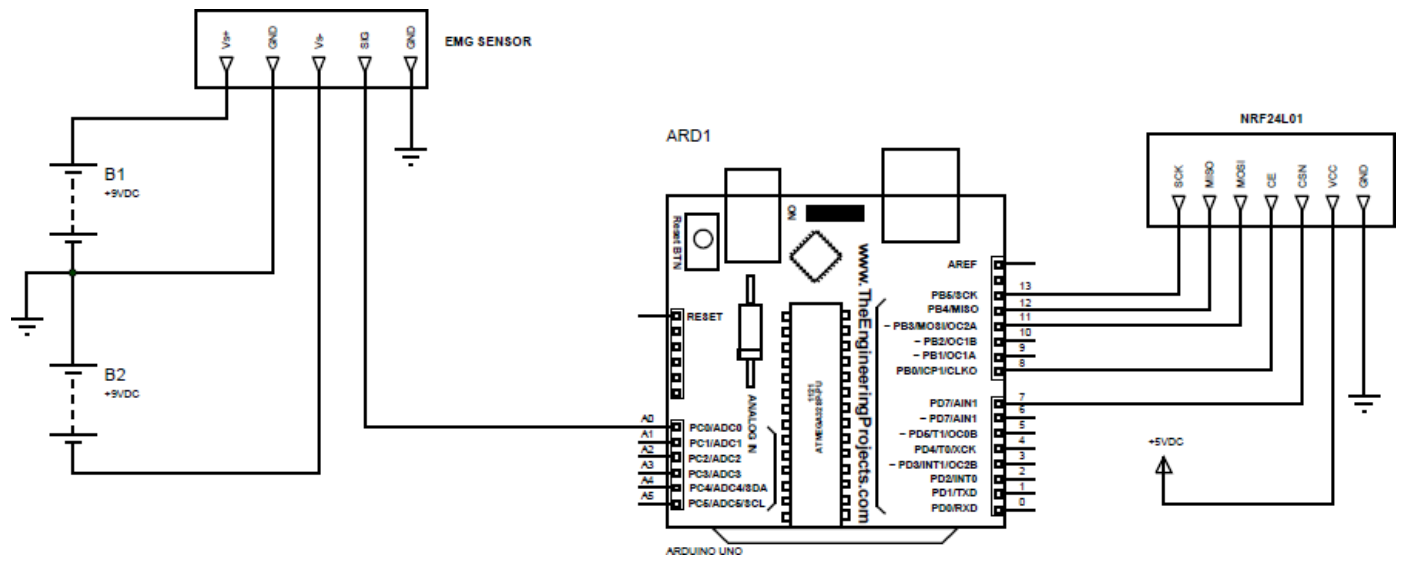 Vs+
GND
Vs-
SIG
GND
EMG SENSOR
B1
+9VDC
B2
+9VDC
ARD1
Reset BTN
ON
www.TheEngineeringProjects.com
RESET
ANALOG IN
1121
A0
PC0/ADC0
A1
PC1/ADC1
A2
PC2/ADC2
A3
PC3/ADC3
A4
PC4/ADC4/SDA
A5
PC5/ADC5/SCL
AREF
PB5/SCK
13
PB4/MISO
12
~PB3/MOSI/OC2A
11
~PB2/OC1B
10
~PB1/OC1A
9
PB0/ICP1/CLKO
8
PD7/AIN1
7
~PD7/AIN1
6
~PD5/T1/OC0B
5
PD4/T0/XCK
4
~PD3/INT1/OC2B
3
PD2/INT0
2
PD1/TXD
1
PD0/RXD
0
ARDUINO UNO
NRF24L01
SCK
MISO
MOSI
CE
CSN
VCC
GND
+5VDC